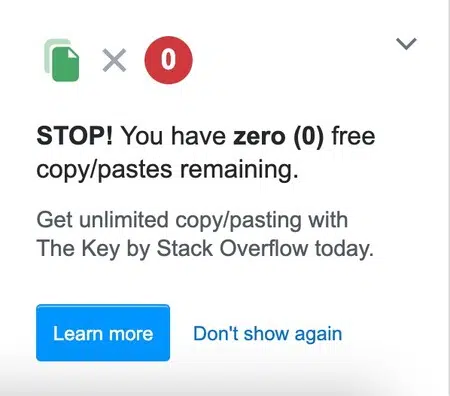 0
STOP! You have zero (0) free
copy/pastes remaining.
Get unlimited copy/pasting with
The Key by Stack Overflow today.
Learn more Don't show again